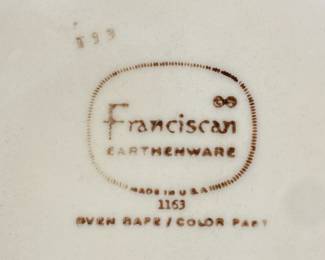 Franciscan
EARTHENWARE
MADE IN U.S.A.
1163
OVEN SAFE / COLOR FAST